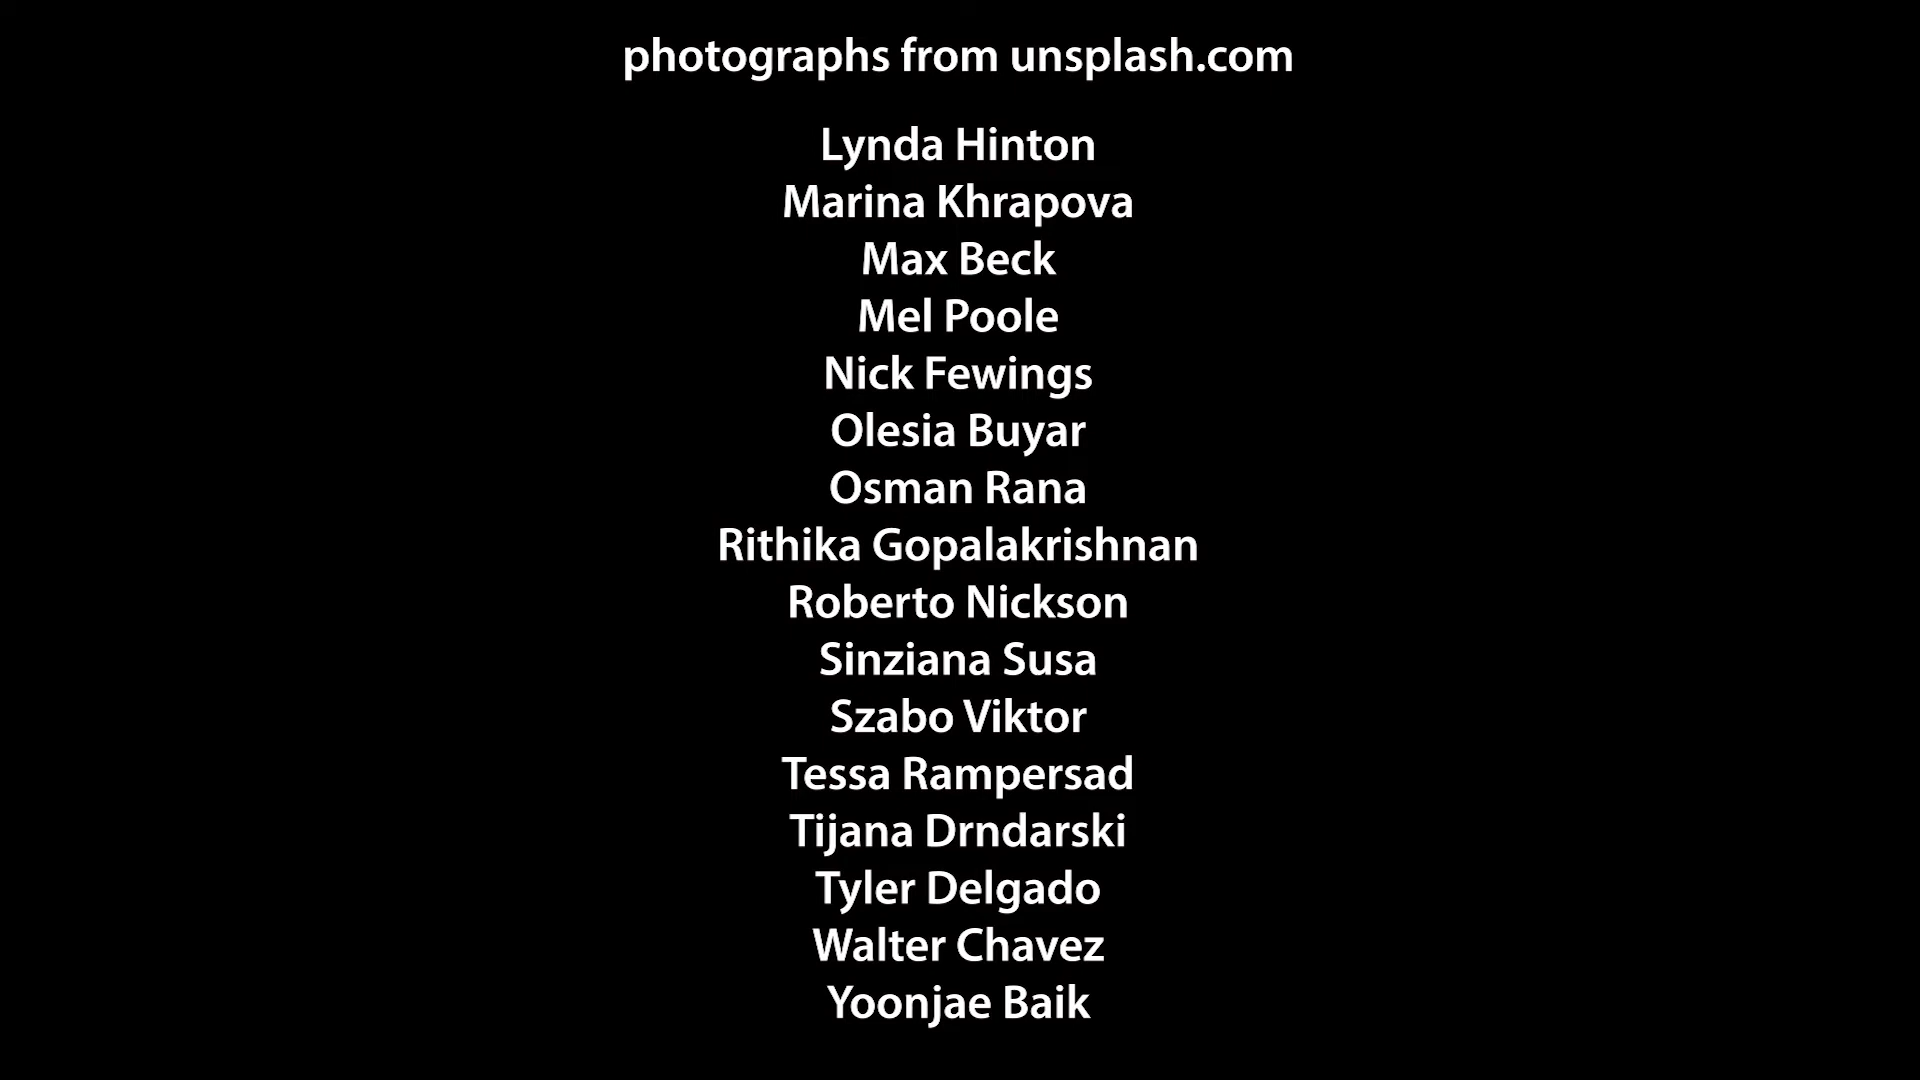 photographs from unsplash.com
Lynda Hinton
Marina Khrapova
Max Beck
Mel Poole
Nick Fewings
Olesia Buyar
Osman Rana
Rithika Gopalakrishnan
Roberto Nickson
Sinziana Susa
Szabo Viktor
Tessa Rampersad
Tijana Drndarski
Tyler Delgado
Walter Chavez
Yoonjae Baik